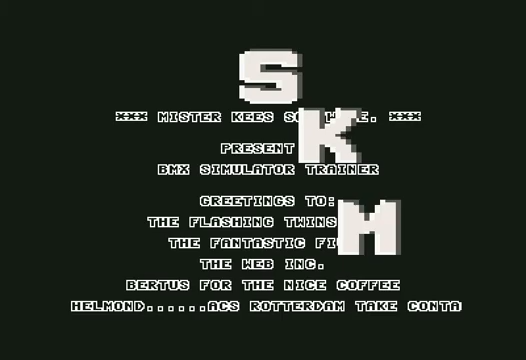 S
*** MISTER KEES SO WRE. ***
K
PRESENT
BMX SIMULATOR TRAINER
GREETINGS TO:
M
THE FLASHING TWINS
THE FANTASTIC FI
THE WEB INC.
BERTUS FOR THE NICE COFFEE
HELMOND......ACS ROTTERDAM TAKE CONTA